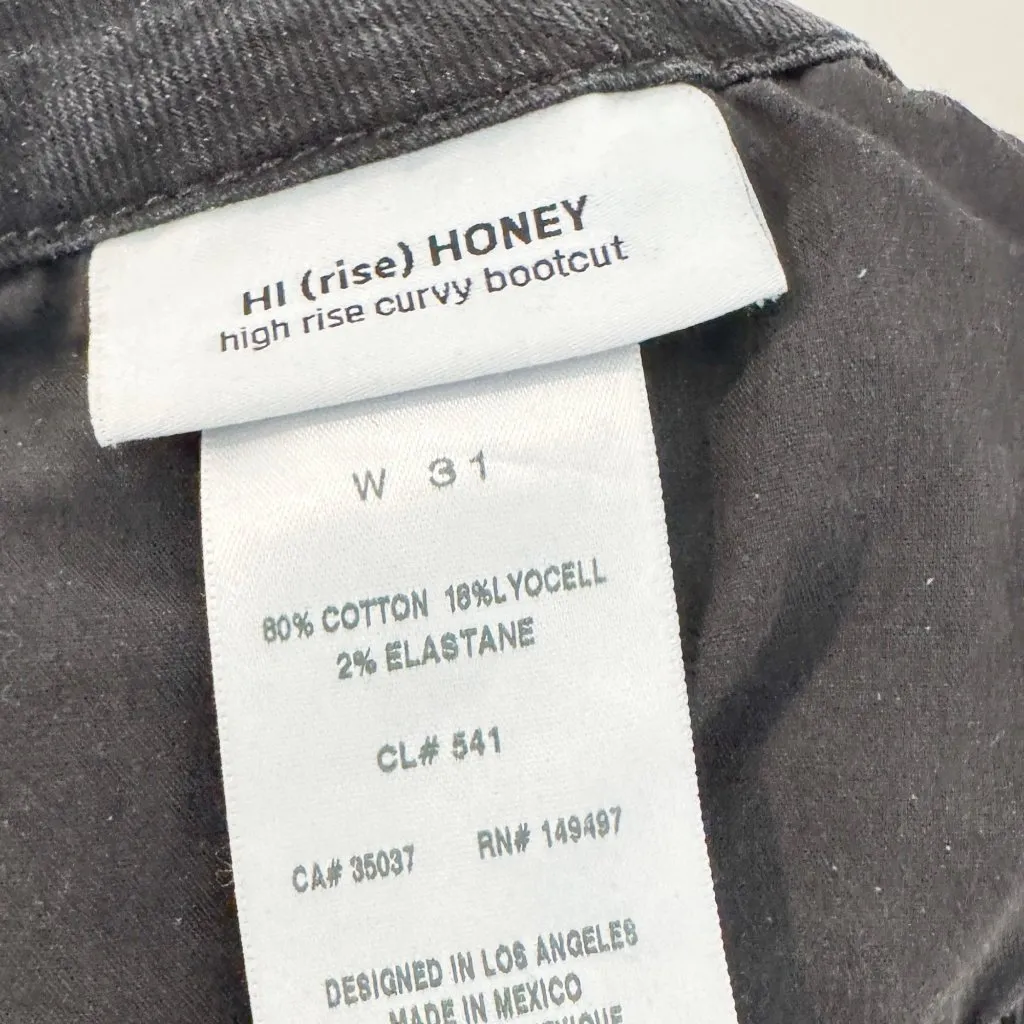 HI (rise) HONEY
high rise curvy bootcut
W 31
80% COTTON 18%LYOCELL
2% ELASTANE
CL# 541
CA# 35037 RN# 149497
DESIGNED IN LOS ANGELES
MADE IN MEXICO